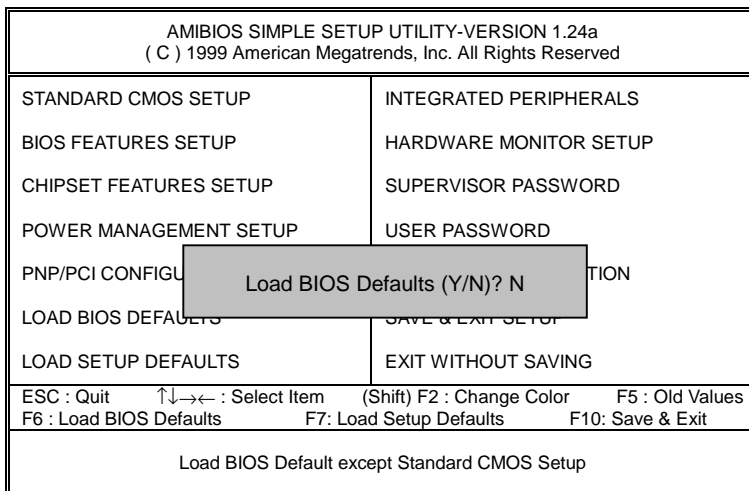 AMIBIOS SIMPLE SETUP UTILITY-VERSION 1.24a
( C ) 1999 American Megatrends, Inc. All Rights Reserved
STANDARD CMOS SETUP
BIOS FEATURES SETUP
CHIPSET FEATURES SETUP
POWER MANAGEMENT SETUP
PNP/PCI
LOAD BIOS DEFAULTS
LOAD SETUP DEFAULTS
INTEGRATED PERIPHERALS
HARDWARE MONITOR SETUP
SUPERVISOR PASSWORD
USER PASSWORD
SAVE & EXIT SETUP
EXIT WITHOUT SAVING
Load BIOS Defaults (Y/N)? N
ESC : Quit ↑↓→← : Select Item (Shift) F2 : Change Color F5 : Old Values
F6 : Load BIOS Defaults F7: Load Setup Defaults F10: Save & Exit
Load BIOS Default except Standard CMOS Setup